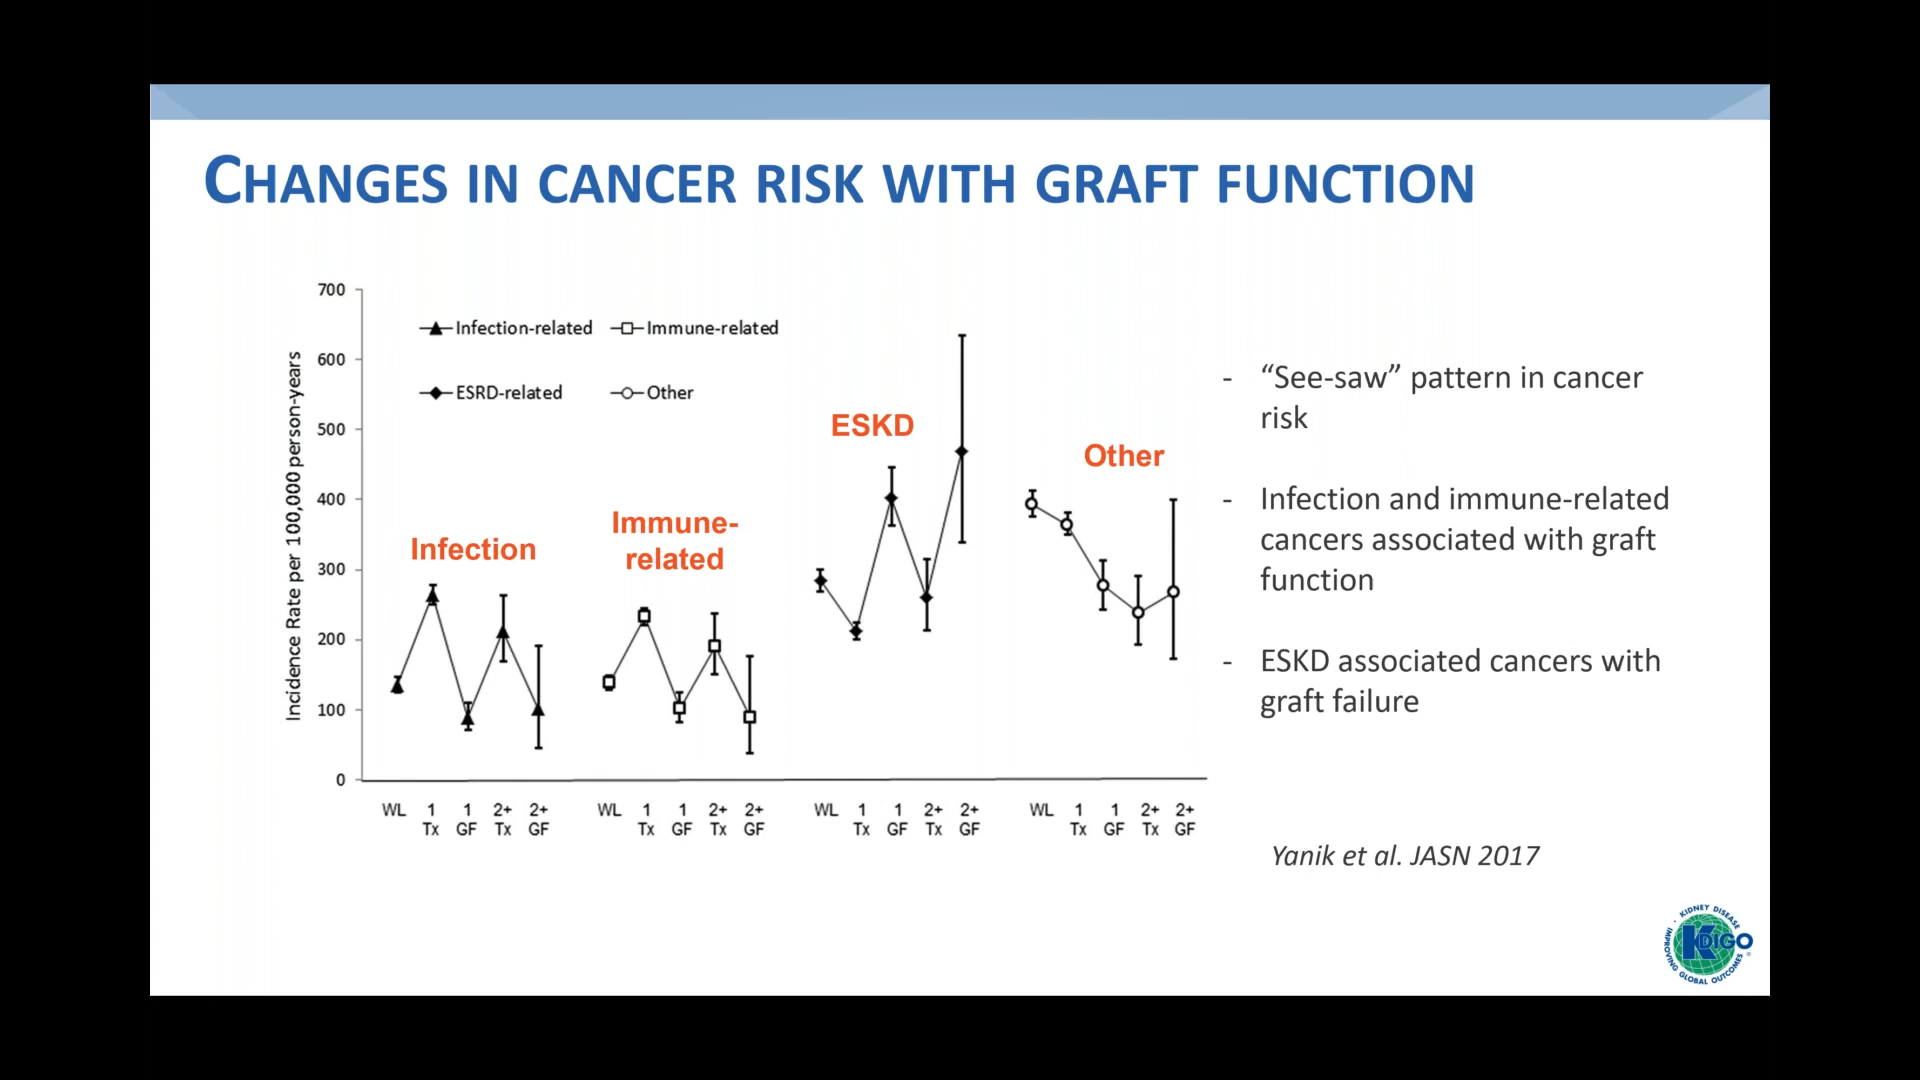 CHANGES IN CANCER RISK WITH GRAFT FUNCTION
Incidence Rate per 100,000 person-years
700
600
500
400
300
200
100
0
Infection-related
Immune-related
ESRD-related
Other
Infection
Immune-
related
ESKD
Other
WL 1 1 2+ 2+ WL 1 1 2+ 2+ WL 1 1 2+ 2+ WL 1 1 2+ 2+
Tx GF Tx GF Tx GF Tx GF Tx GF Tx GF Tx GF Tx GF
- “See-saw” pattern in cancer
risk
- Infection and immune-related
cancers associated with graft
function
- ESKD associated cancers with
graft failure
Yanik et al. JASN 2017
KIDNEY DISEASE
KDIGO
IMPROVING GLOBAL OUTCOMES